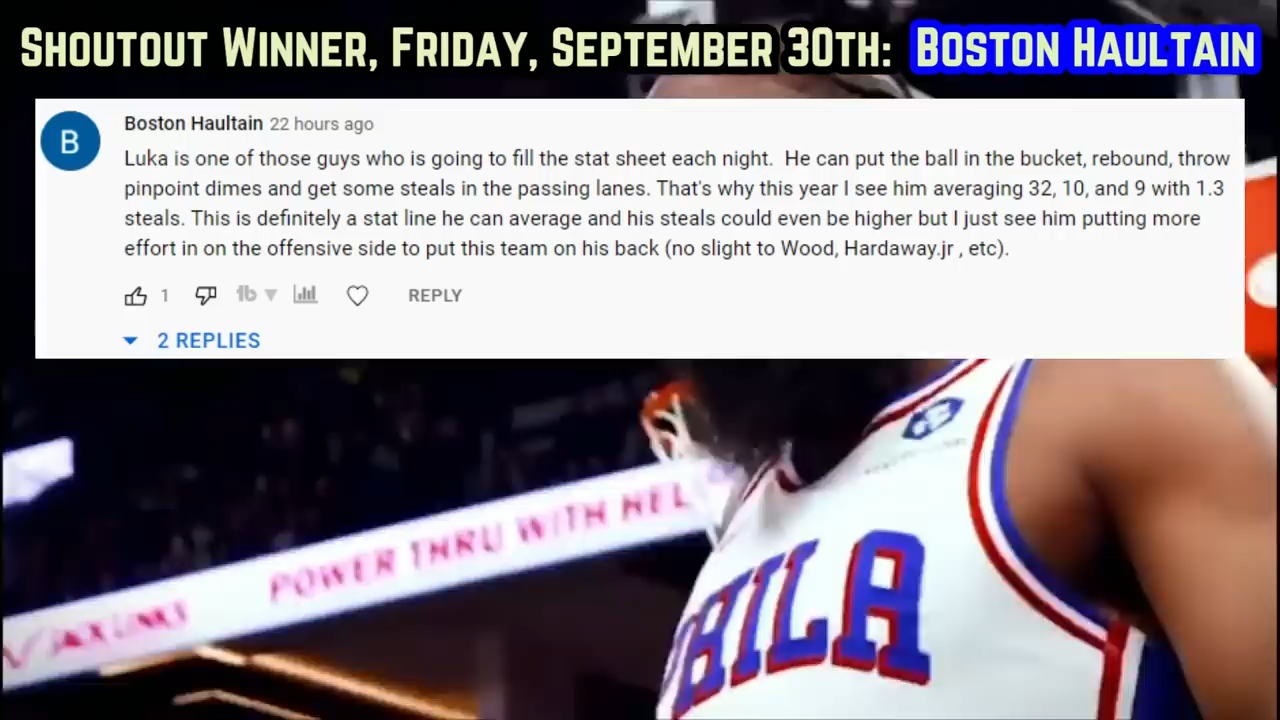 Shoutout Winner, Friday, September 30th: Boston Haultain
B
Boston Haultain 22 hours ago
Luka is one of those guys who is going to fill the stat sheet each night. He can put the ball in the bucket, rebound, throw
pinpoint dimes and get some steals in the passing lanes. That's why this year I see him averaging 32, 10, and 9 with 1.3
steals. This is definitely a stat line he can average and his steals could even be higher but I just see him putting more
effort in on the offensive side to put this team on his back (no slight to Wood, Hardaway.jr , etc).
1
REPLY
2 REPLIES
POWER THRU WITH HEL
JACK LINKS
PHILA